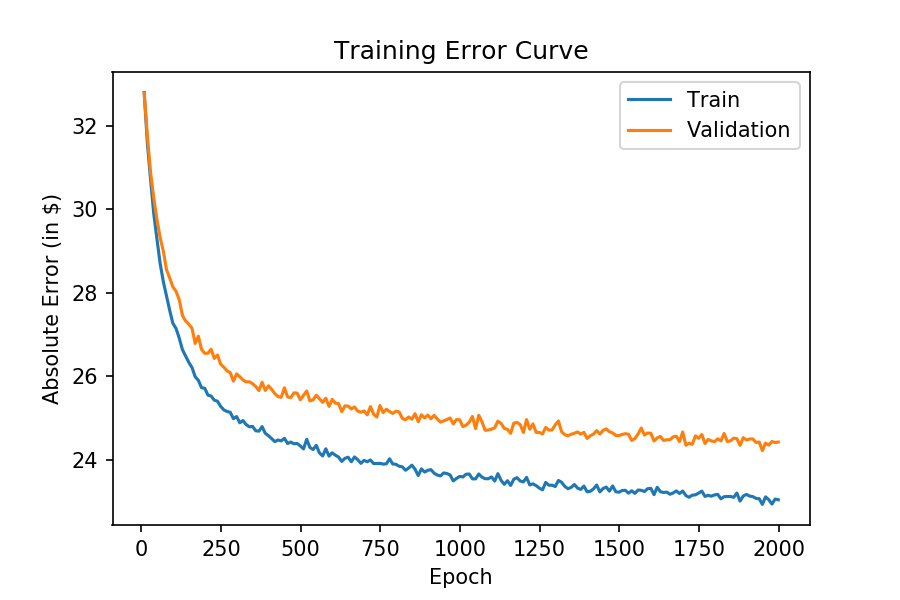 Training Error Curve
Train
Validation
Absolute Error (in $)
32
30
28
26
24
0 250 500 750 1000 1250 1500 1750 2000
Epoch